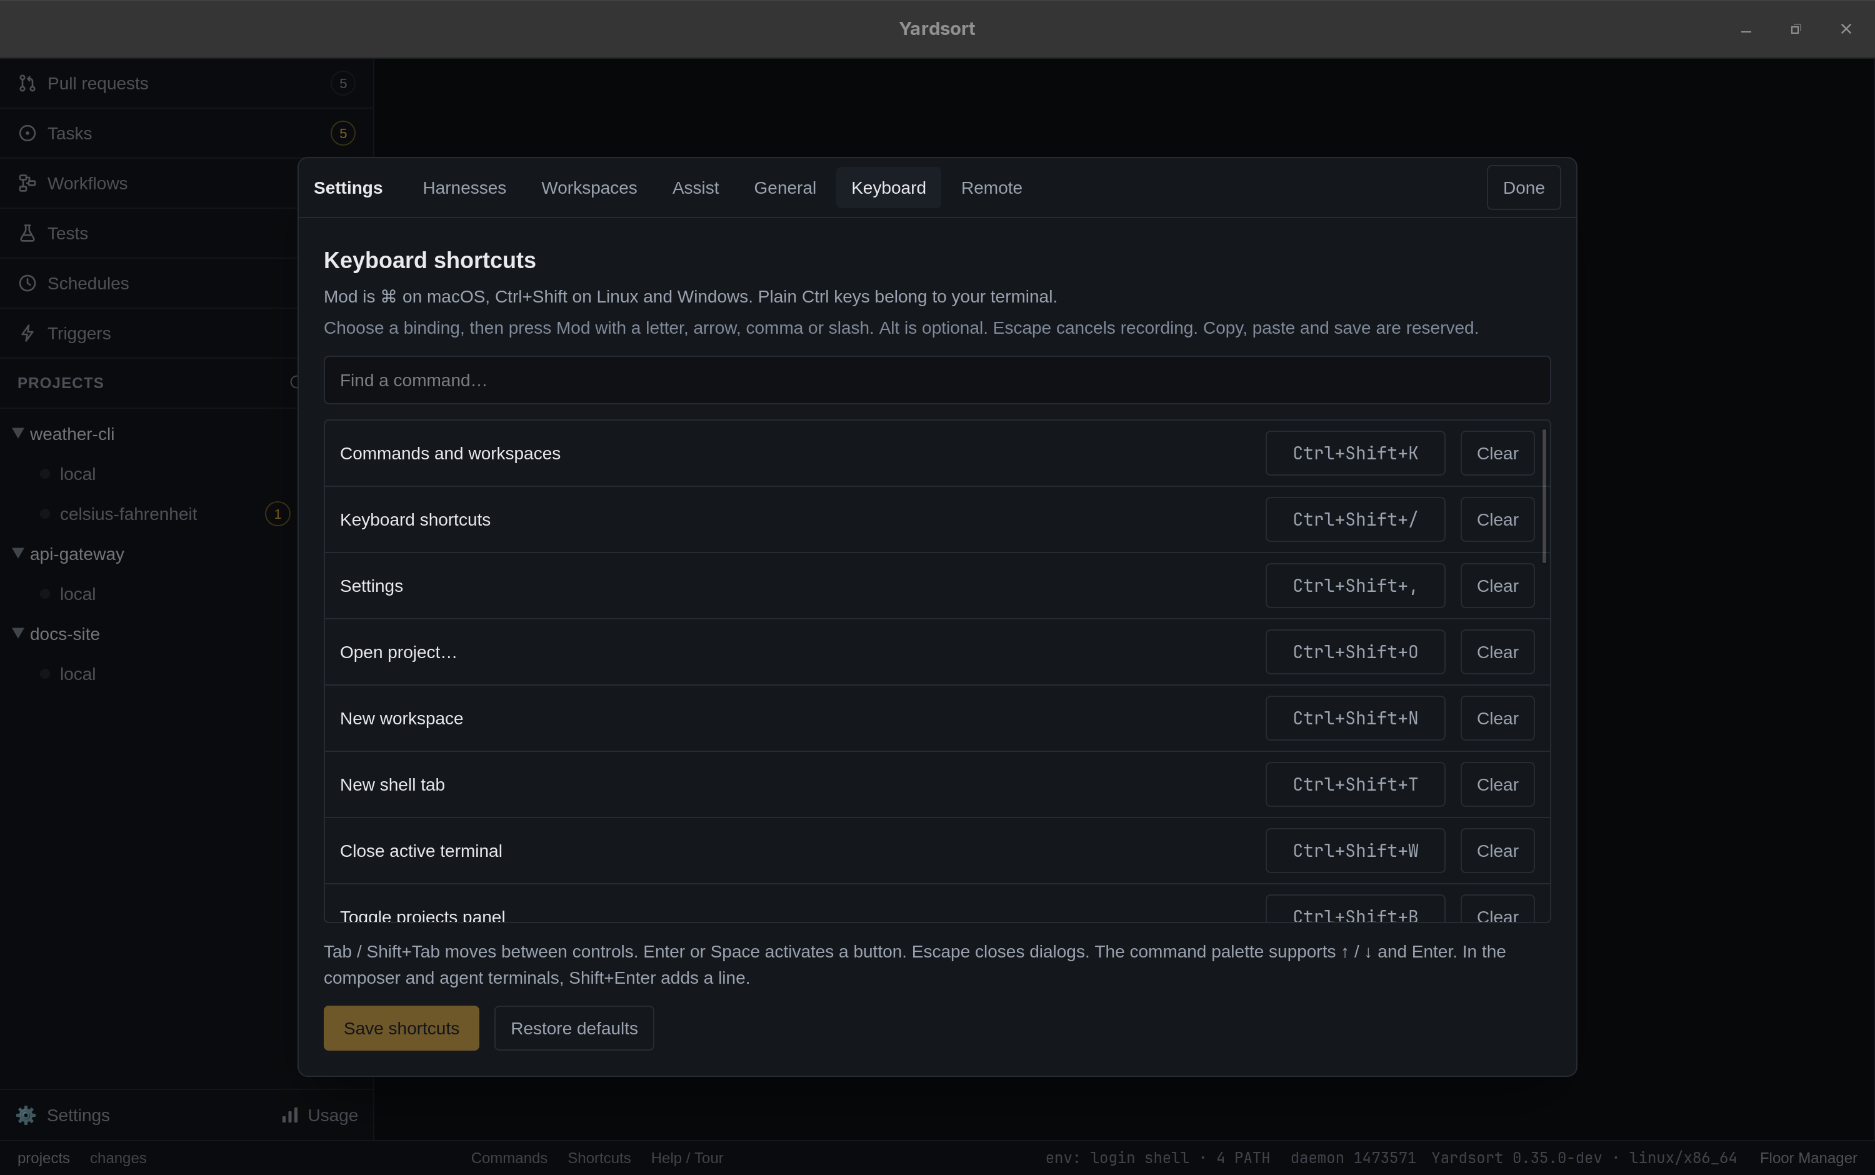 Yardsort
Pull requests 5
Tasks 5
Workflows
Tests
Schedules
Triggers
PROJECTS
weather-cli
local
celsius-fahrenheit 1
api-gateway
local
docs-site
local
Settings Usage
Settings Harnesses Workspaces Assist General Keyboard Remote Done
Keyboard shortcuts
Mod is ⌘ on macOS, Ctrl+Shift on Linux and Windows. Plain Ctrl keys belong to your terminal.
Choose a binding, then press Mod with a letter, arrow, comma or slash. Alt is optional. Escape cancels recording. Copy, paste and save are reserved.
Find a command…
Commands and workspaces Ctrl+Shift+K Clear
Keyboard shortcuts Ctrl+Shift+/ Clear
Settings Ctrl+Shift+, Clear
Open project… Ctrl+Shift+O Clear
New workspace Ctrl+Shift+N Clear
New shell tab Ctrl+Shift+T Clear
Close active terminal Ctrl+Shift+W Clear
Toggle projects panel Ctrl+Shift+B Clear
Tab / Shift+Tab moves between controls. Enter or Space activates a button. Escape closes dialogs. The command palette supports ↑ / ↓ and Enter. In the
composer and agent terminals, Shift+Enter adds a line.
Save shortcuts Restore defaults
projects changes Commands Shortcuts Help / Tour env: login shell · 4 PATH daemon 1473571 Yardsort 0.35.0-dev · linux/x86_64 Floor Manager